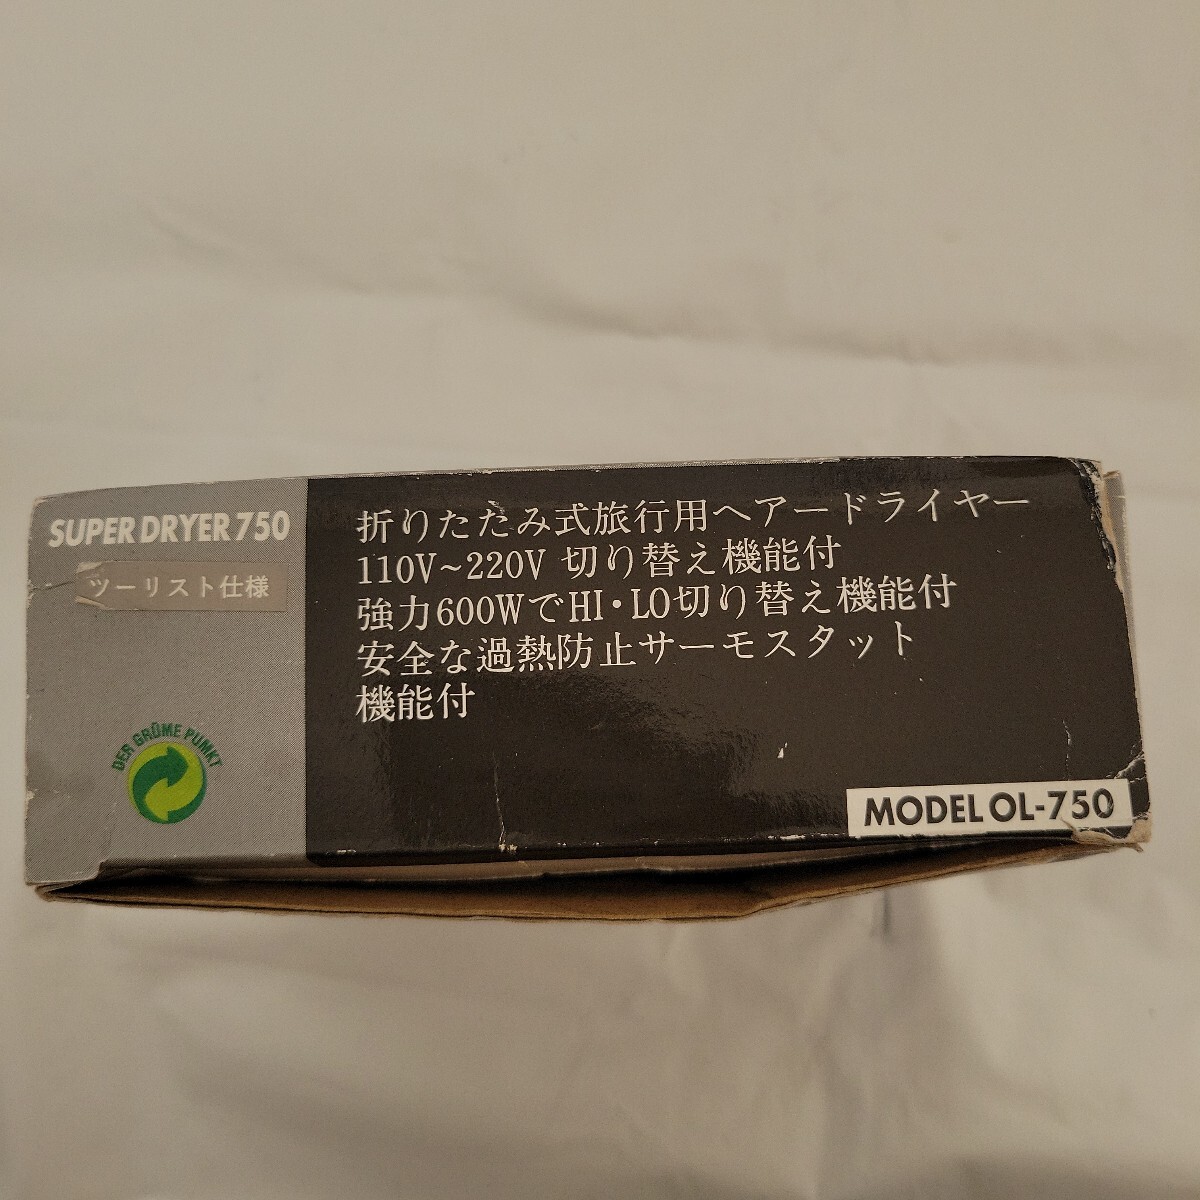 SUPER DRYER 750
ツーリスト仕様
DER GRÜNE PUNKT
折りたたみ式旅行用ヘアードライヤー
110V~220V 切り替え機能付
強力600WでHI・LO切り替え機能付
安全な過熱防止サーモスタット
機能付
MODEL OL-750